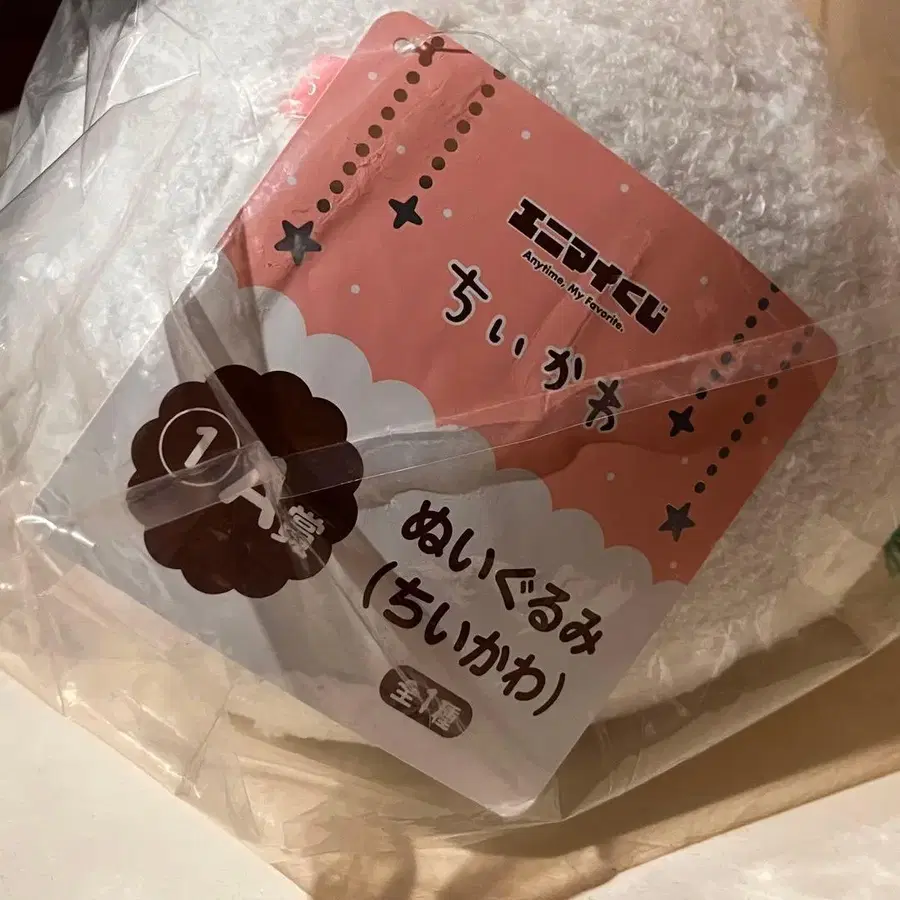 エニマイくじ
Anytime, My Favorite.
ちいかわ
1
A賞
ぬいぐるみ
(ちいかわ)
全1種